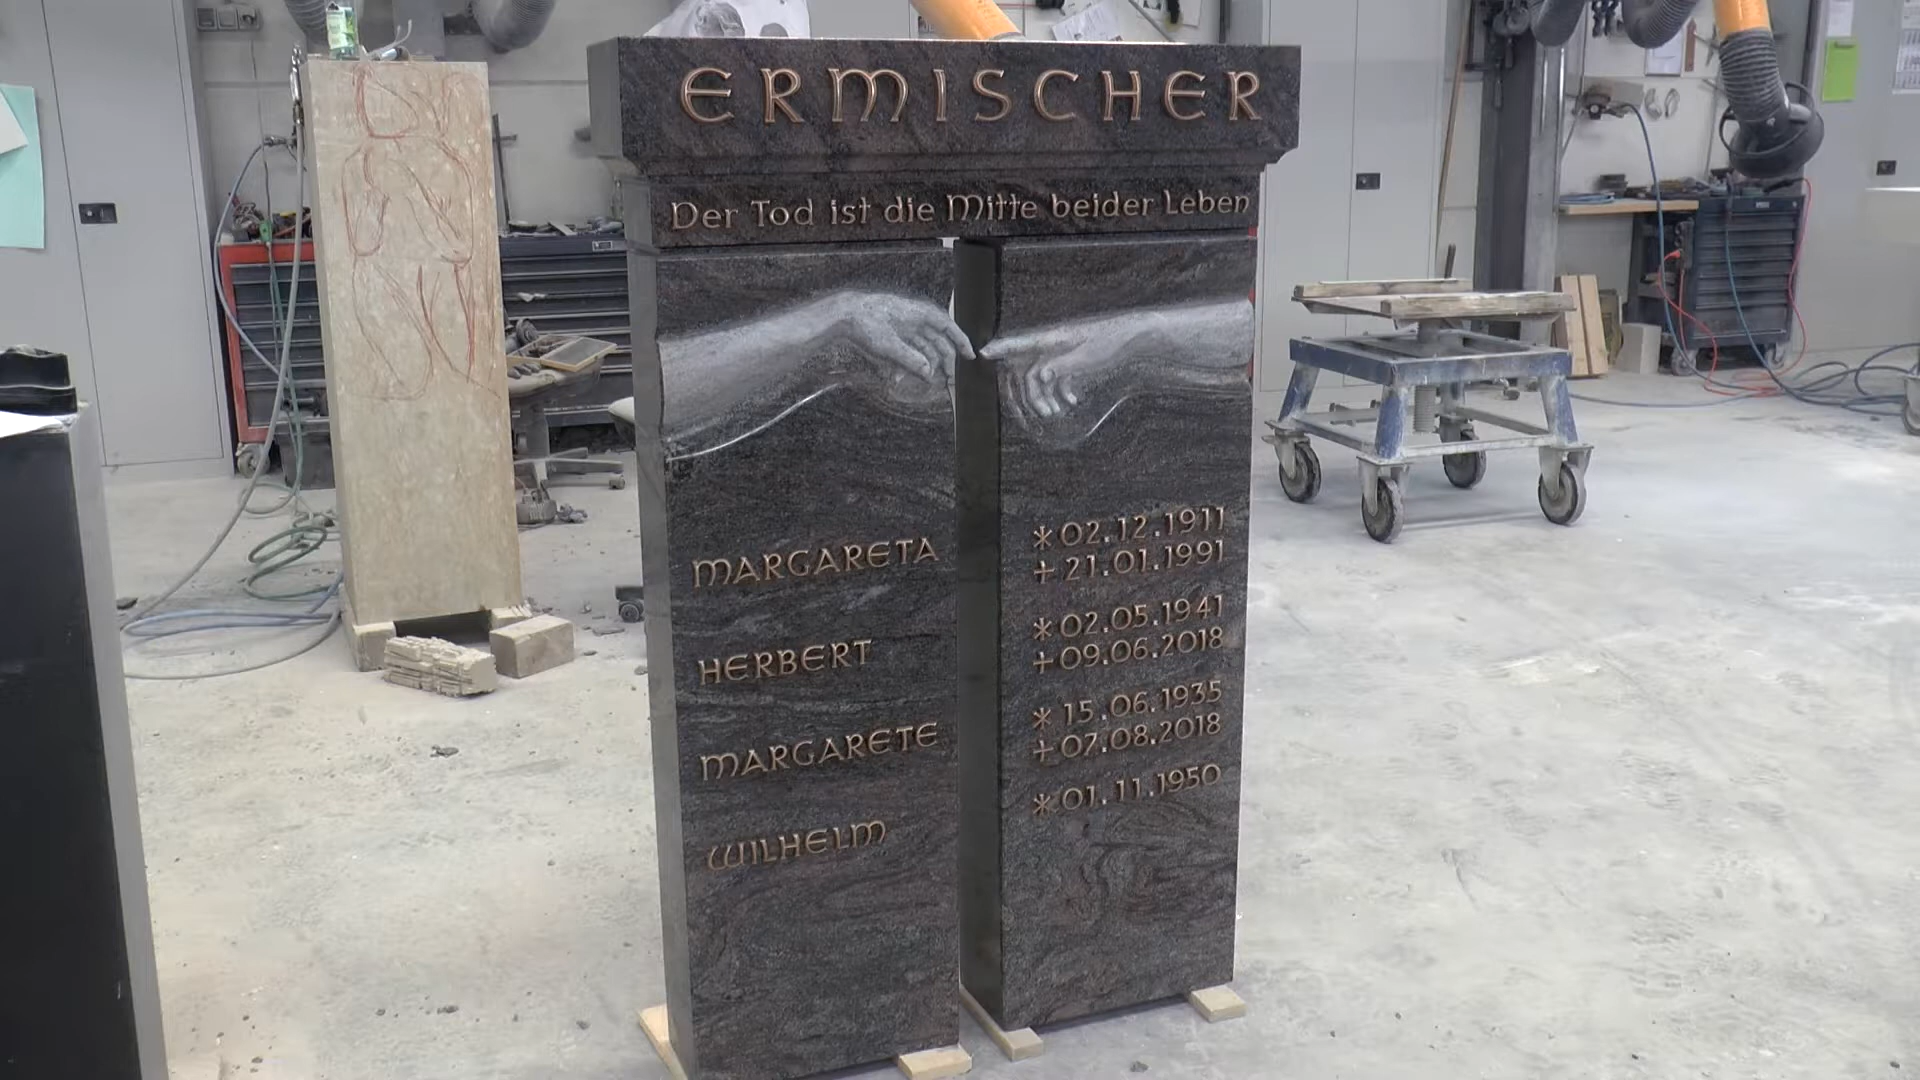 ERMISCHER
Der Tod ist die Mitte beider Leben
MARGARETA
*02.12.1911
+21.01.1991
HERBERT
*02.05.1941
+09.06.2018
MARGARETE
*15.06.1935
+07.08.2018
WILHELM
*01.11.1950